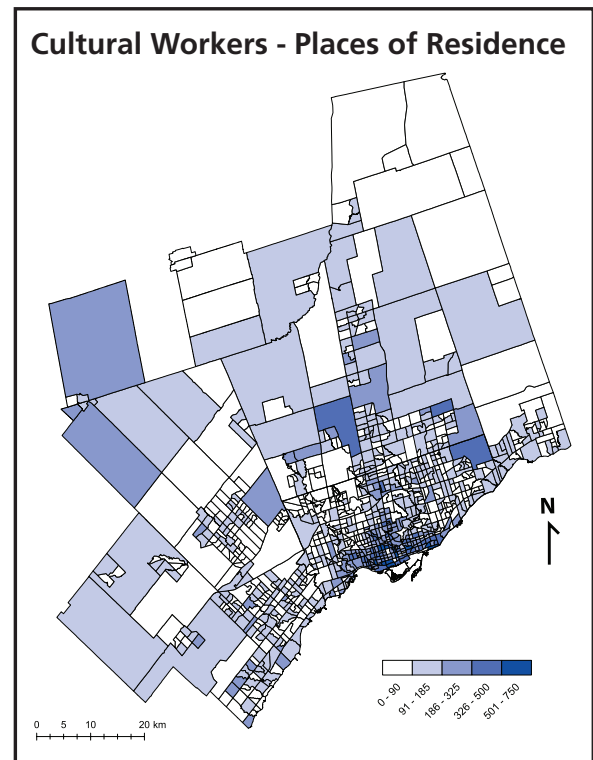 Cultural Workers - Places of Residence
N
0 - 90
91 - 185
186 - 325
326 - 500
501 - 750
0 5 10 20 km